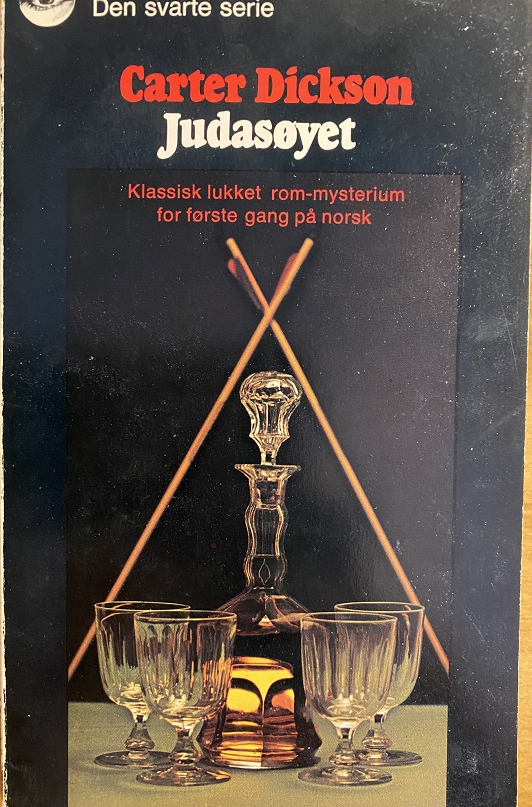 Den svarte serie
Carter Dickson
Judasøyet
Klassisk lukket rom-mysterium
for første gang på norsk